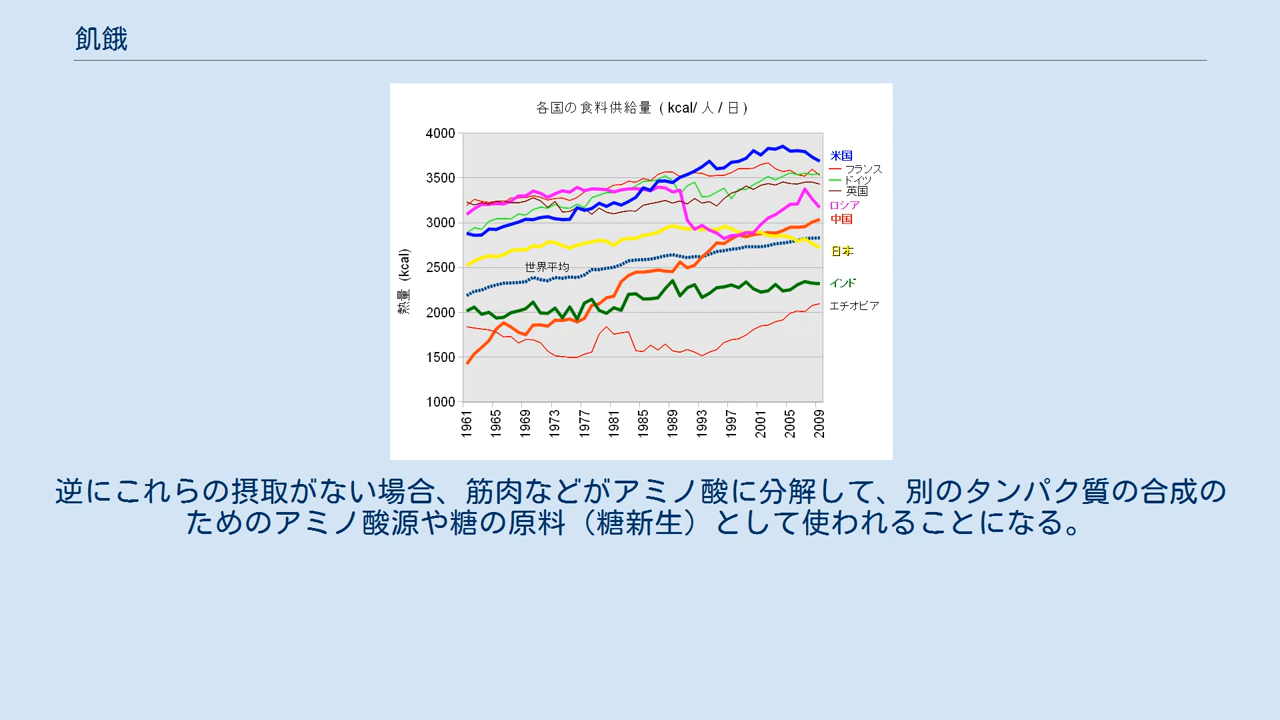 飢餓
各国の食料供給量 ( kcal/ 人 / 日 )
熱量 (kcal)
4000
3500
3000
2500
2000
1500
1000
世界平均
米国
フランス
ドイツ
英国
ロシア
中国
日本
インド
エチオピア
1961 1965 1969 1973 1977 1981 1985 1989 1993 1997 2001 2005 2009
逆にこれらの摂取がない場合、筋肉などがアミノ酸に分解して、別のタンパク質の合成の
ためのアミノ酸源や糖の原料（糖新生）として使われることになる。